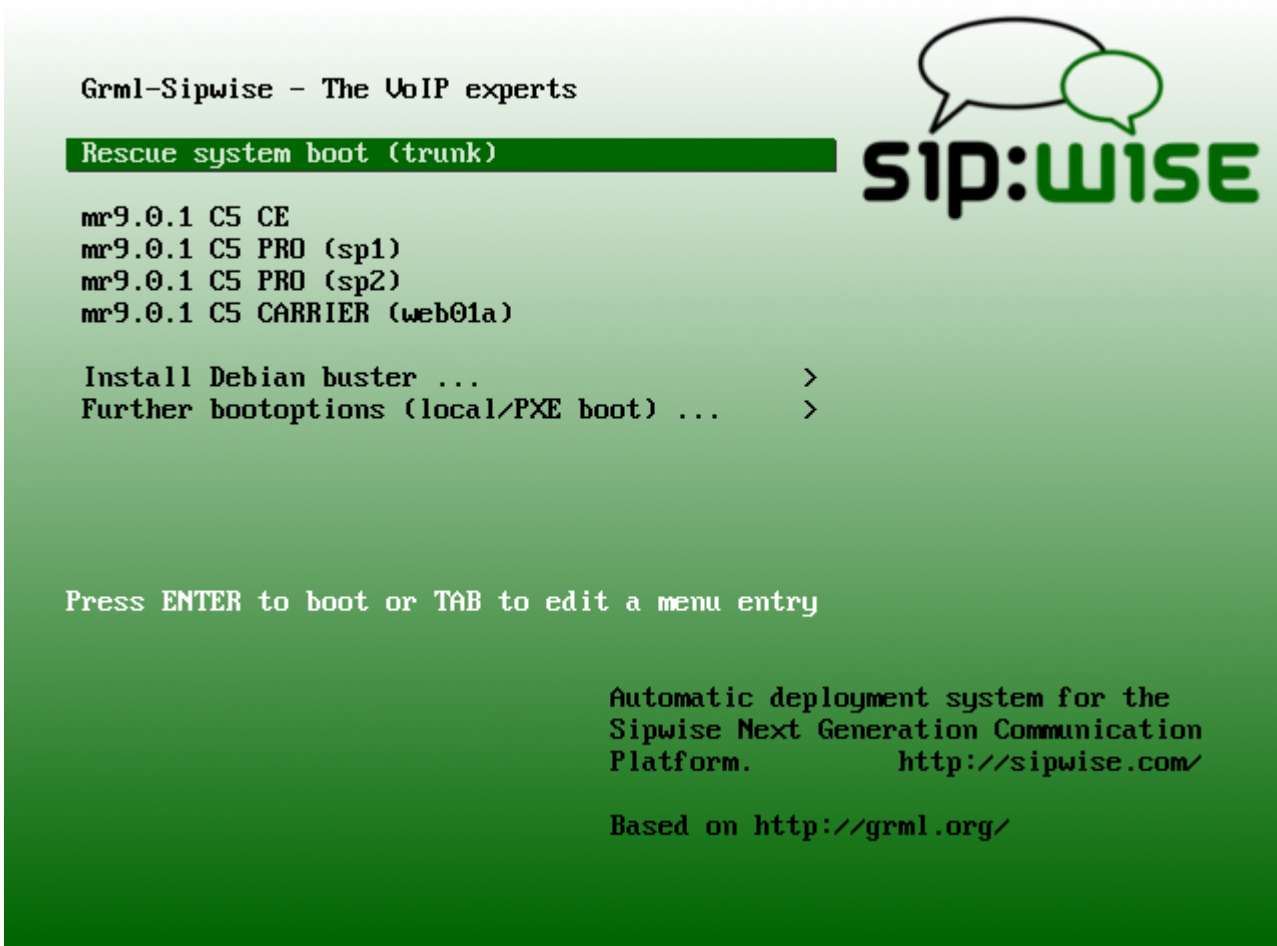 Grml-Sipwise - The VoIP experts
sip:wise
Rescue system boot (trunk)
mr9.0.1 C5 CE
mr9.0.1 C5 PRO (sp1)
mr9.0.1 C5 PRO (sp2)
mr9.0.1 C5 CARRIER (web01a)
Install Debian buster ... >
Further bootoptions (local/PXE boot) ... >
Press ENTER to boot or TAB to edit a menu entry
Automatic deployment system for the
Sipwise Next Generation Communication
Platform. http://sipwise.com/
Based on http://grml.org/